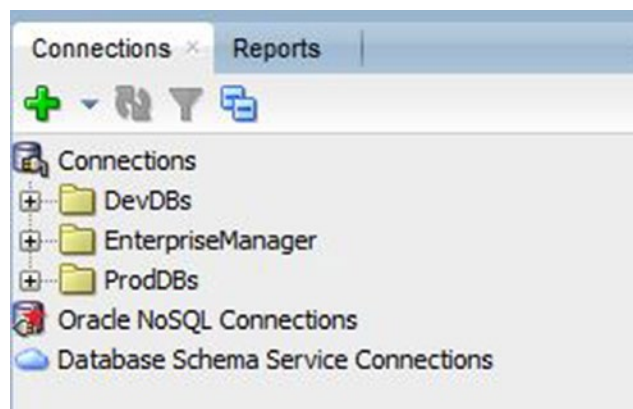 Connections Reports
Connections
DevDBs
EnterpriseManager
ProdDBs
Oracle NoSQL Connections
Database Schema Service Connections